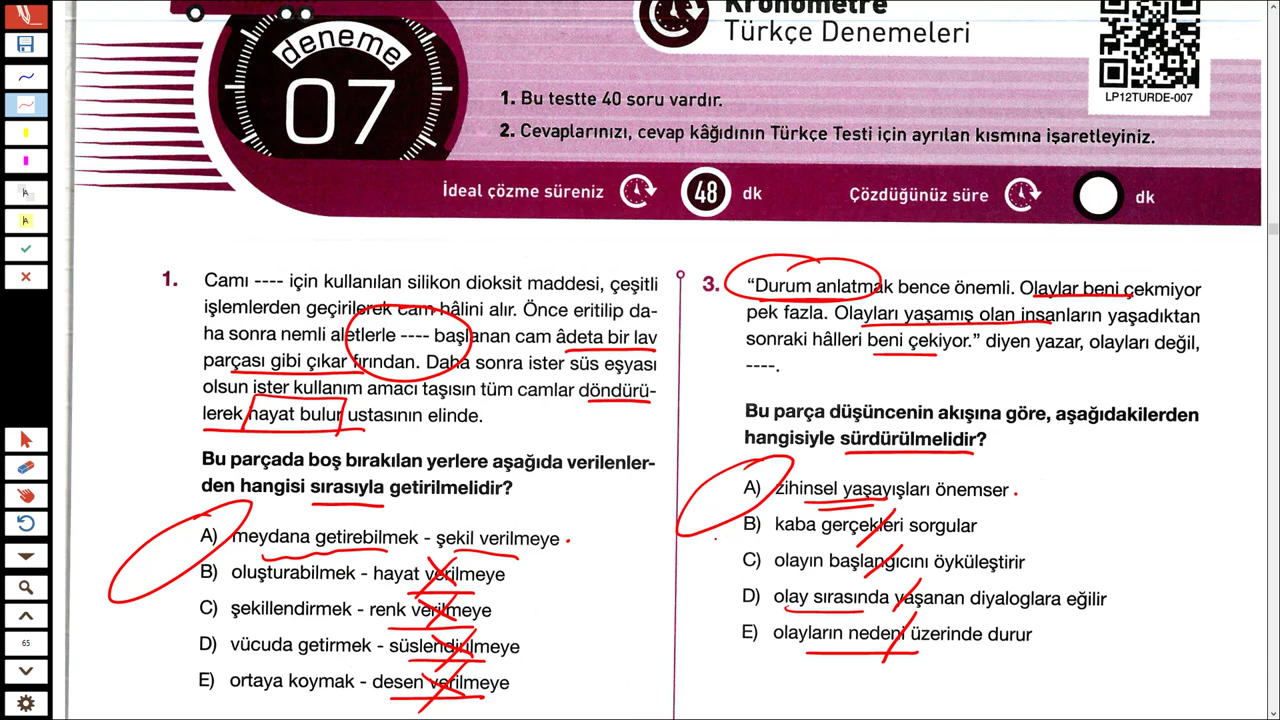 Kronometre
Türkçe Denemeleri
deneme
07
LP12TURDE-007
1. Bu testte 40 soru vardır.
2. Cevaplarınızı, cevap kâğıdının Türkçe Testi için ayrılan kısmına işaretleyiniz.
İdeal çözme süreniz 48 dk
Çözdüğünüz süre dk
1. Camı ---- için kullanılan silikon dioksit maddesi, çeşitli
işlemlerden geçirilerek cam hâlini alır. Önce eritilip da-
ha sonra nemli aletlerle ---- başlanan cam âdeta bir lav
parçası gibi çıkar fırından. Daha sonra ister süs eşyası
olsun ister kullanım amacı taşısın tüm camlar döndürü-
lerek hayat bulur ustasının elinde.
Bu parçada boş bırakılan yerlere aşağıda verilenler-
den hangisi sırasıyla getirilmelidir?
A) meydana getirebilmek - şekil verilmeye
B) oluşturabilmek - hayat verilmeye
C) şekillendirmek - renk verilmeye
D) vücuda getirmek - süslendirilmeye
E) ortaya koymak - desen verilmeye
3. “Durum anlatmak bence önemli. Olaylar beni çekmiyor
pek fazla. Olayları yaşamış olan insanların yaşadıktan
sonraki hâlleri beni çekiyor.” diyen yazar, olayları değil,
----.
Bu parça düşüncenin akışına göre, aşağıdakilerden
hangisiyle sürdürülmelidir?
A) zihinsel yaşayışları önemser
B) kaba gerçekleri sorgular
C) olayın başlangıcını öyküleştirir
D) olay sırasında yaşanan diyaloglara eğilir
E) olayların nedeni üzerinde durur
65